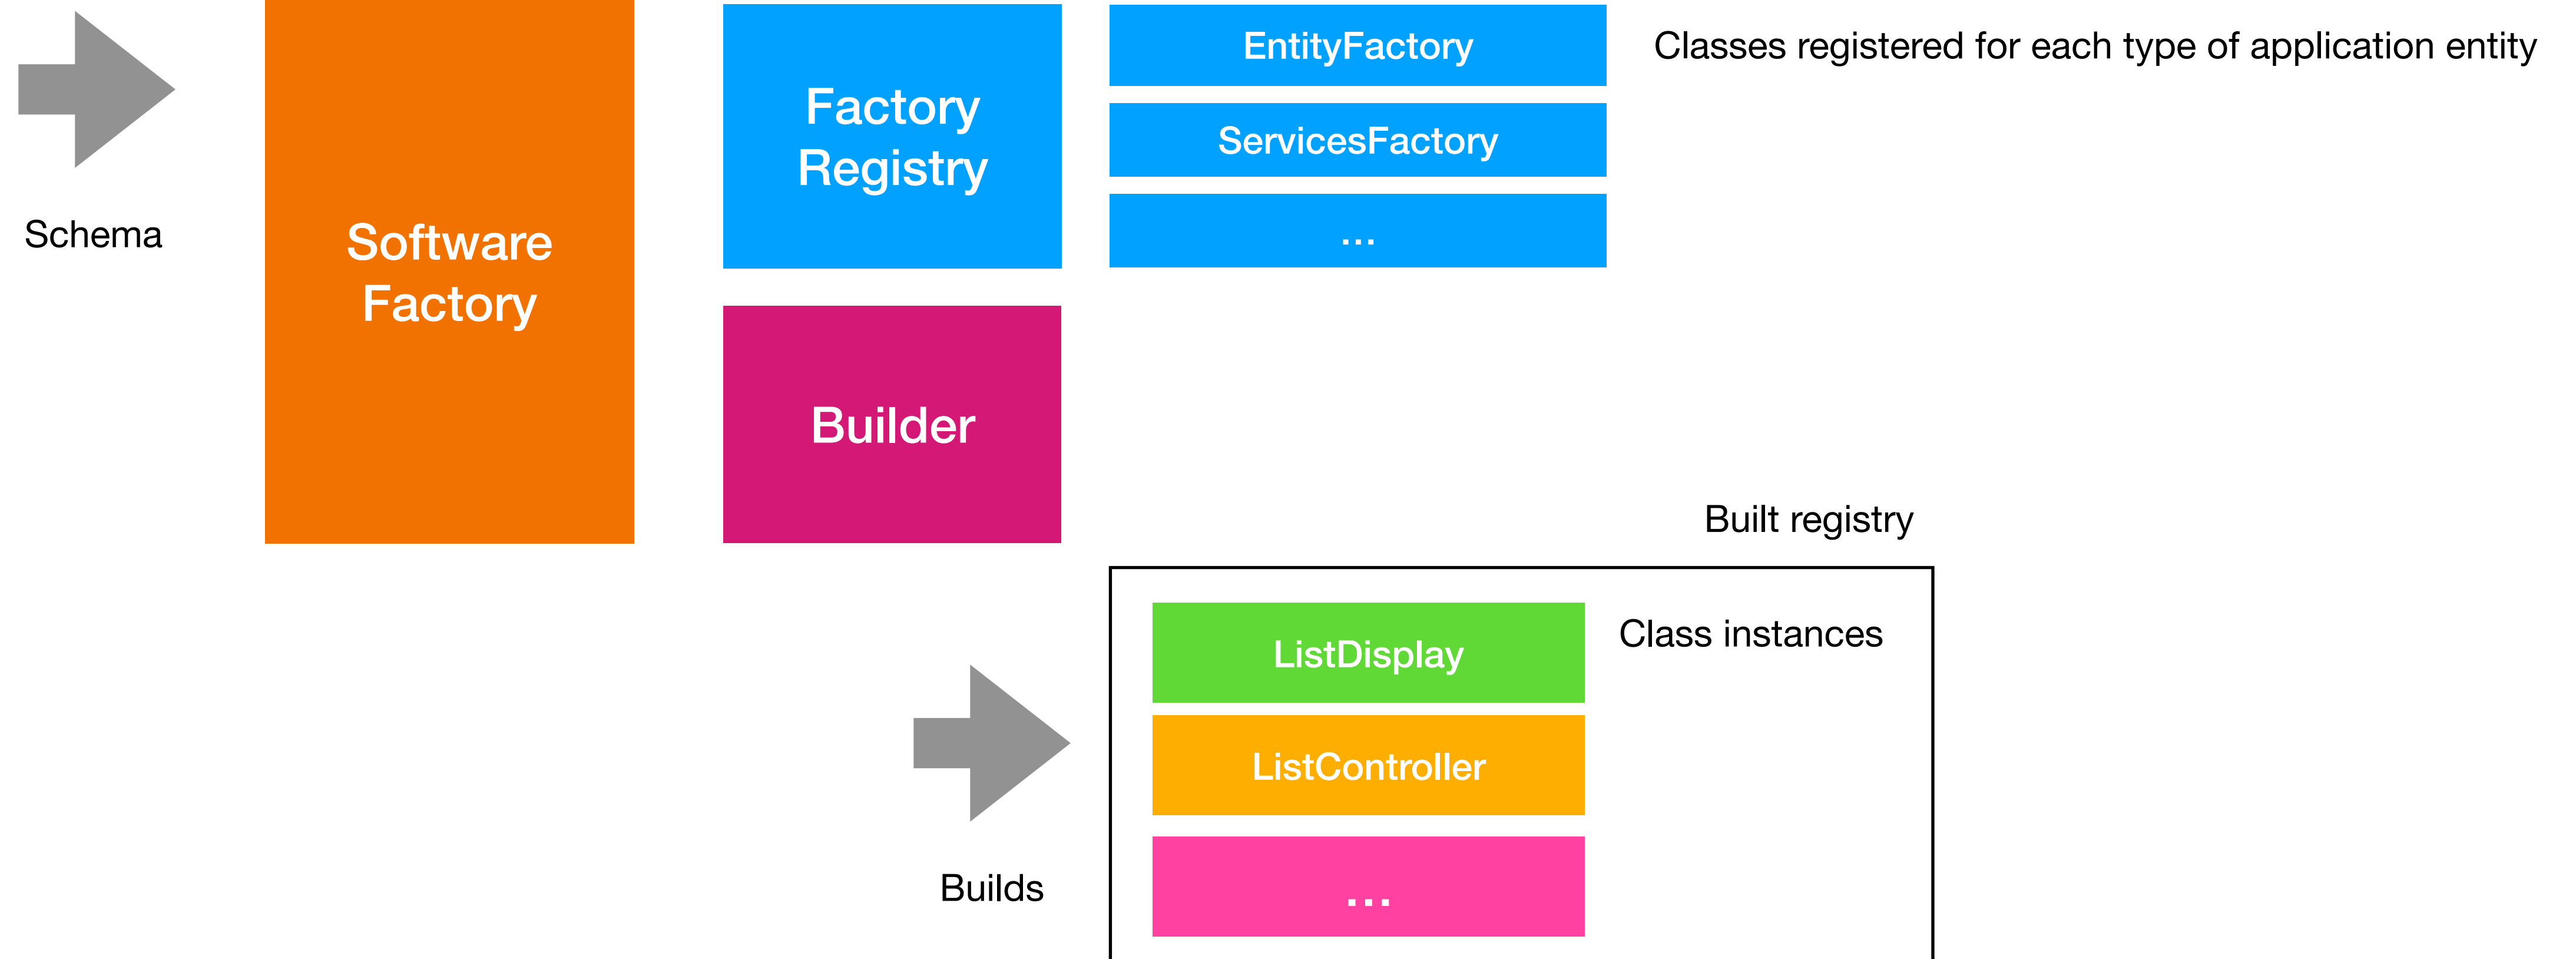 Schema
Software
Factory
Factory
Registry
EntityFactory
Classes registered for each type of application entity
ServicesFactory
...
Builder
Builds
Built registry
ListDisplay
Class instances
ListController
...